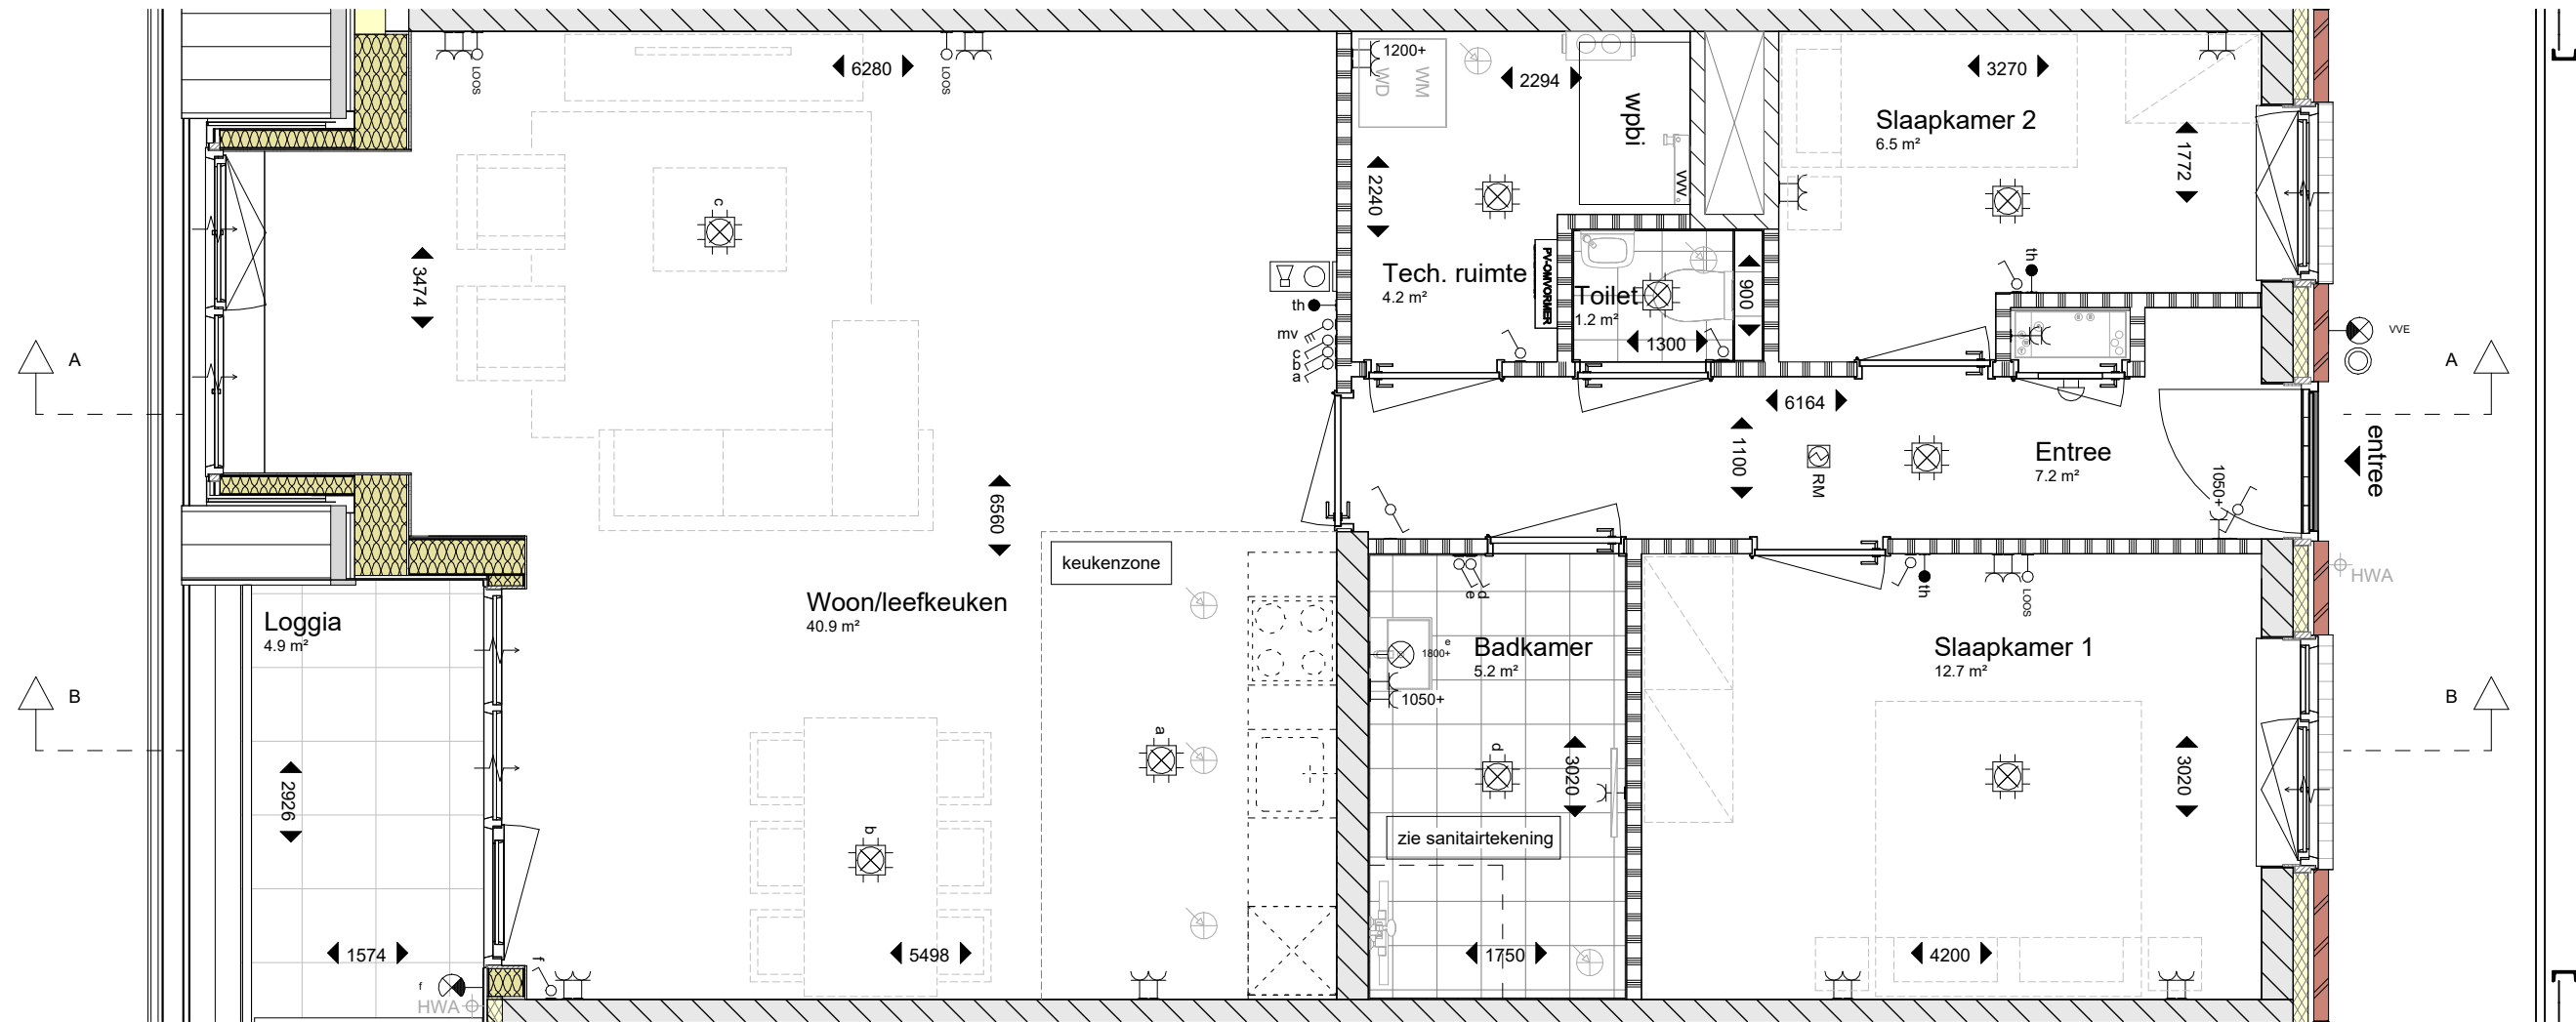 LOOS
6280
LOOS
1200+
WD
WM
2294
wpbi
VVV
3270
Slaapkamer 2
6.5 m²
1772
c
2240
3474
Tech. ruimte
4.2 m²
PV-OMVORMER
Toilet
1.2 m²
900
1300
th
th
mv
c
b
a
VVE
A
A
6164
1100
RM
Entree
7.2 m²
1050+
entree
6560
keukenzone
HWA
Loggia
4.9 m²
Woon/leefkeuken
40.9 m²
e
d
th
LOOS
e
1800+
Badkamer
5.2 m²
1050+
Slaapkamer 1
12.7 m²
B
B
a
d
3020
3020
2926
b
zie sanitairtekening
1574
5498
1750
4200
f
f
HWA